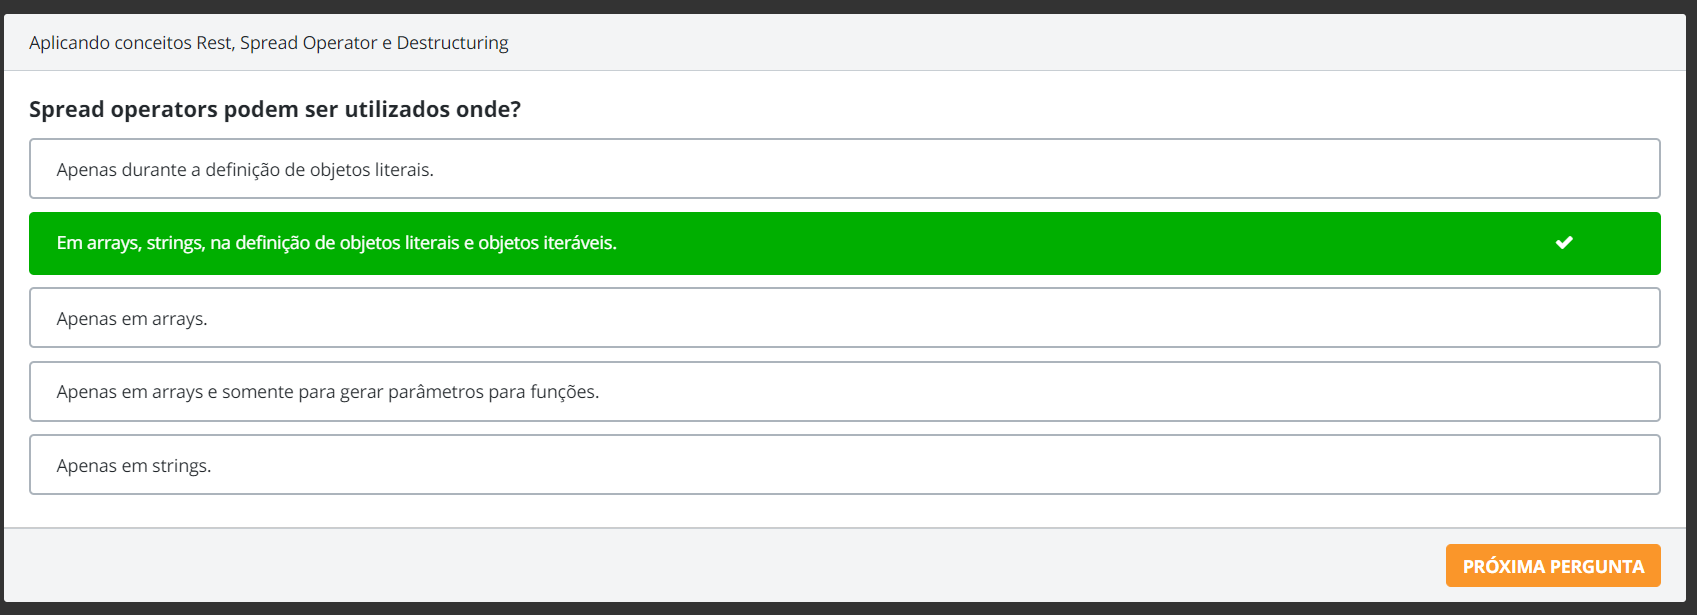 Aplicando conceitos Rest, Spread Operator e Destructuring
Spread operators podem ser utilizados onde?
Apenas durante a definição de objetos literais.
Em arrays, strings, na definição de objetos literais e objetos iteráveis.
Apenas em arrays.
Apenas em arrays e somente para gerar parâmetros para funções.
Apenas em strings.
PRÓXIMA PERGUNTA